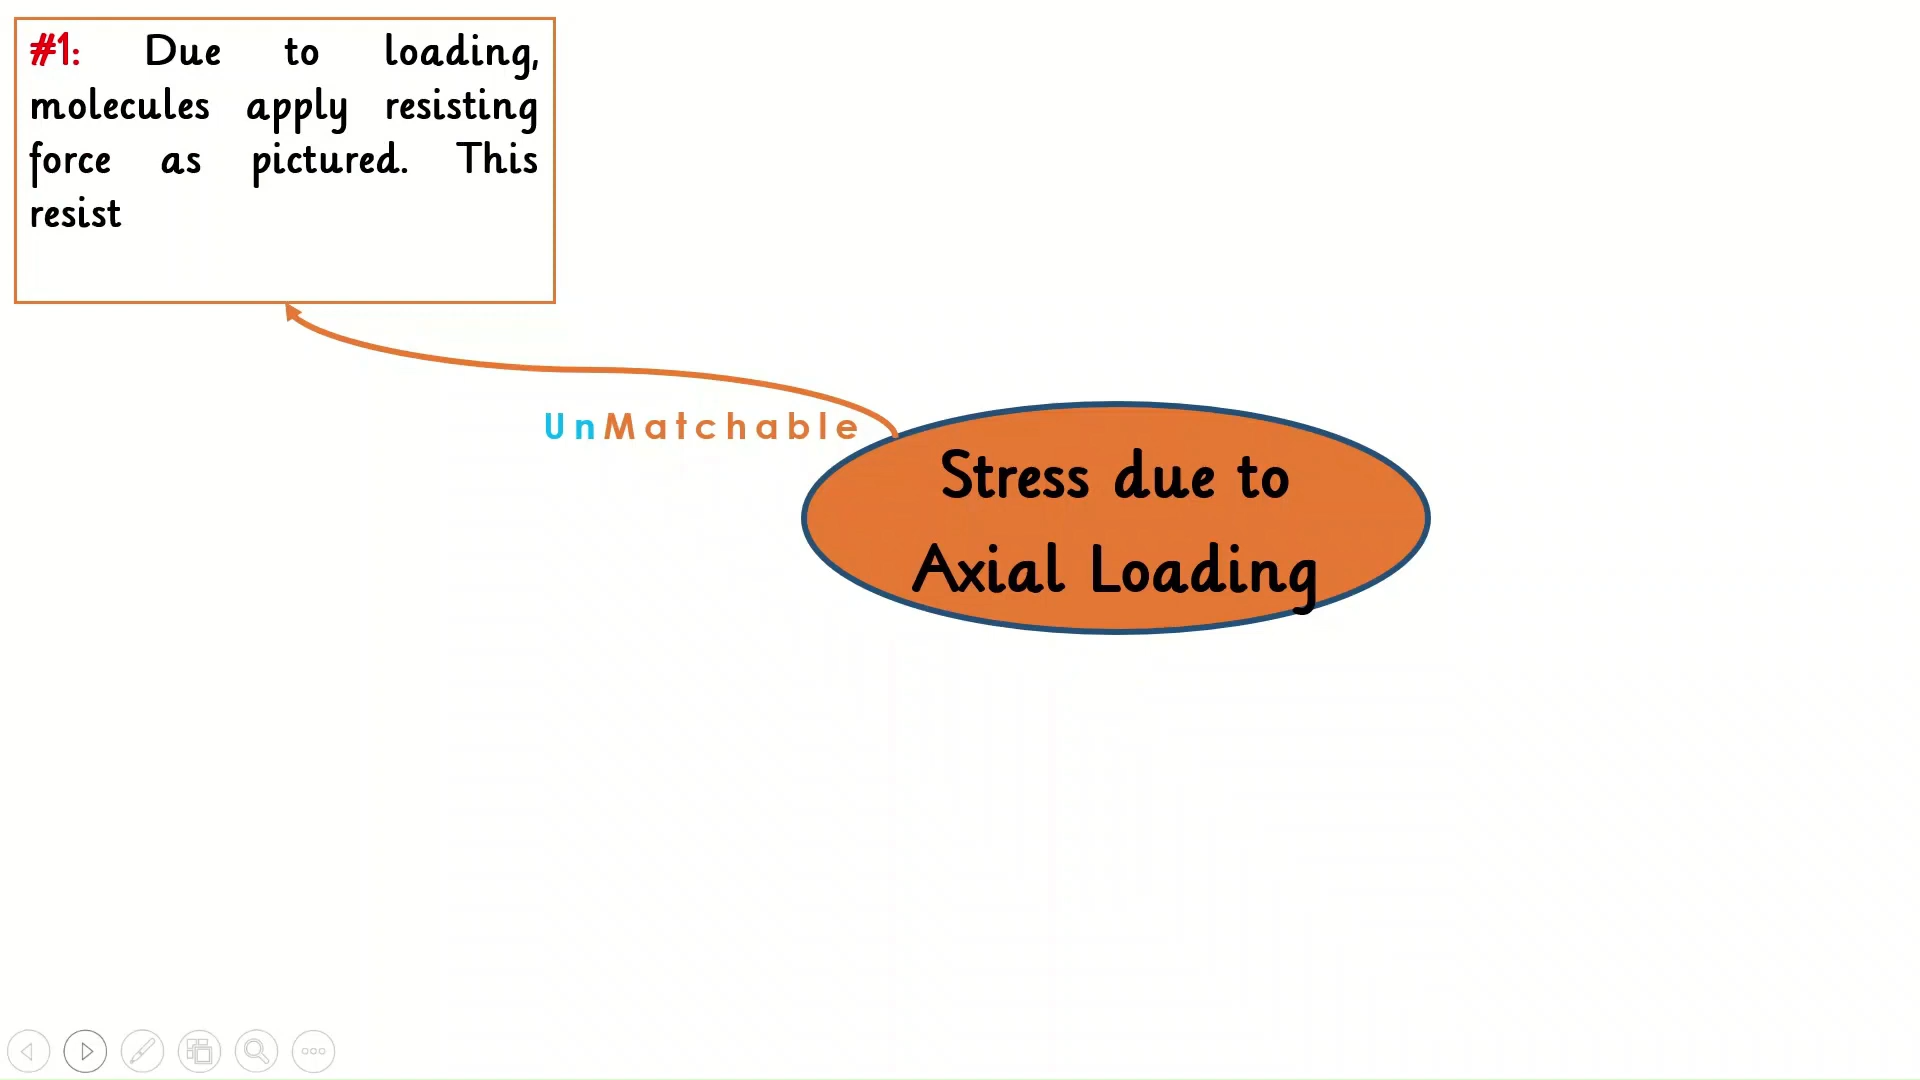 #1: Due to loading,
molecules apply resisting
force as pictured. This
resist
UnMatchable
Stress due to
Axial Loading